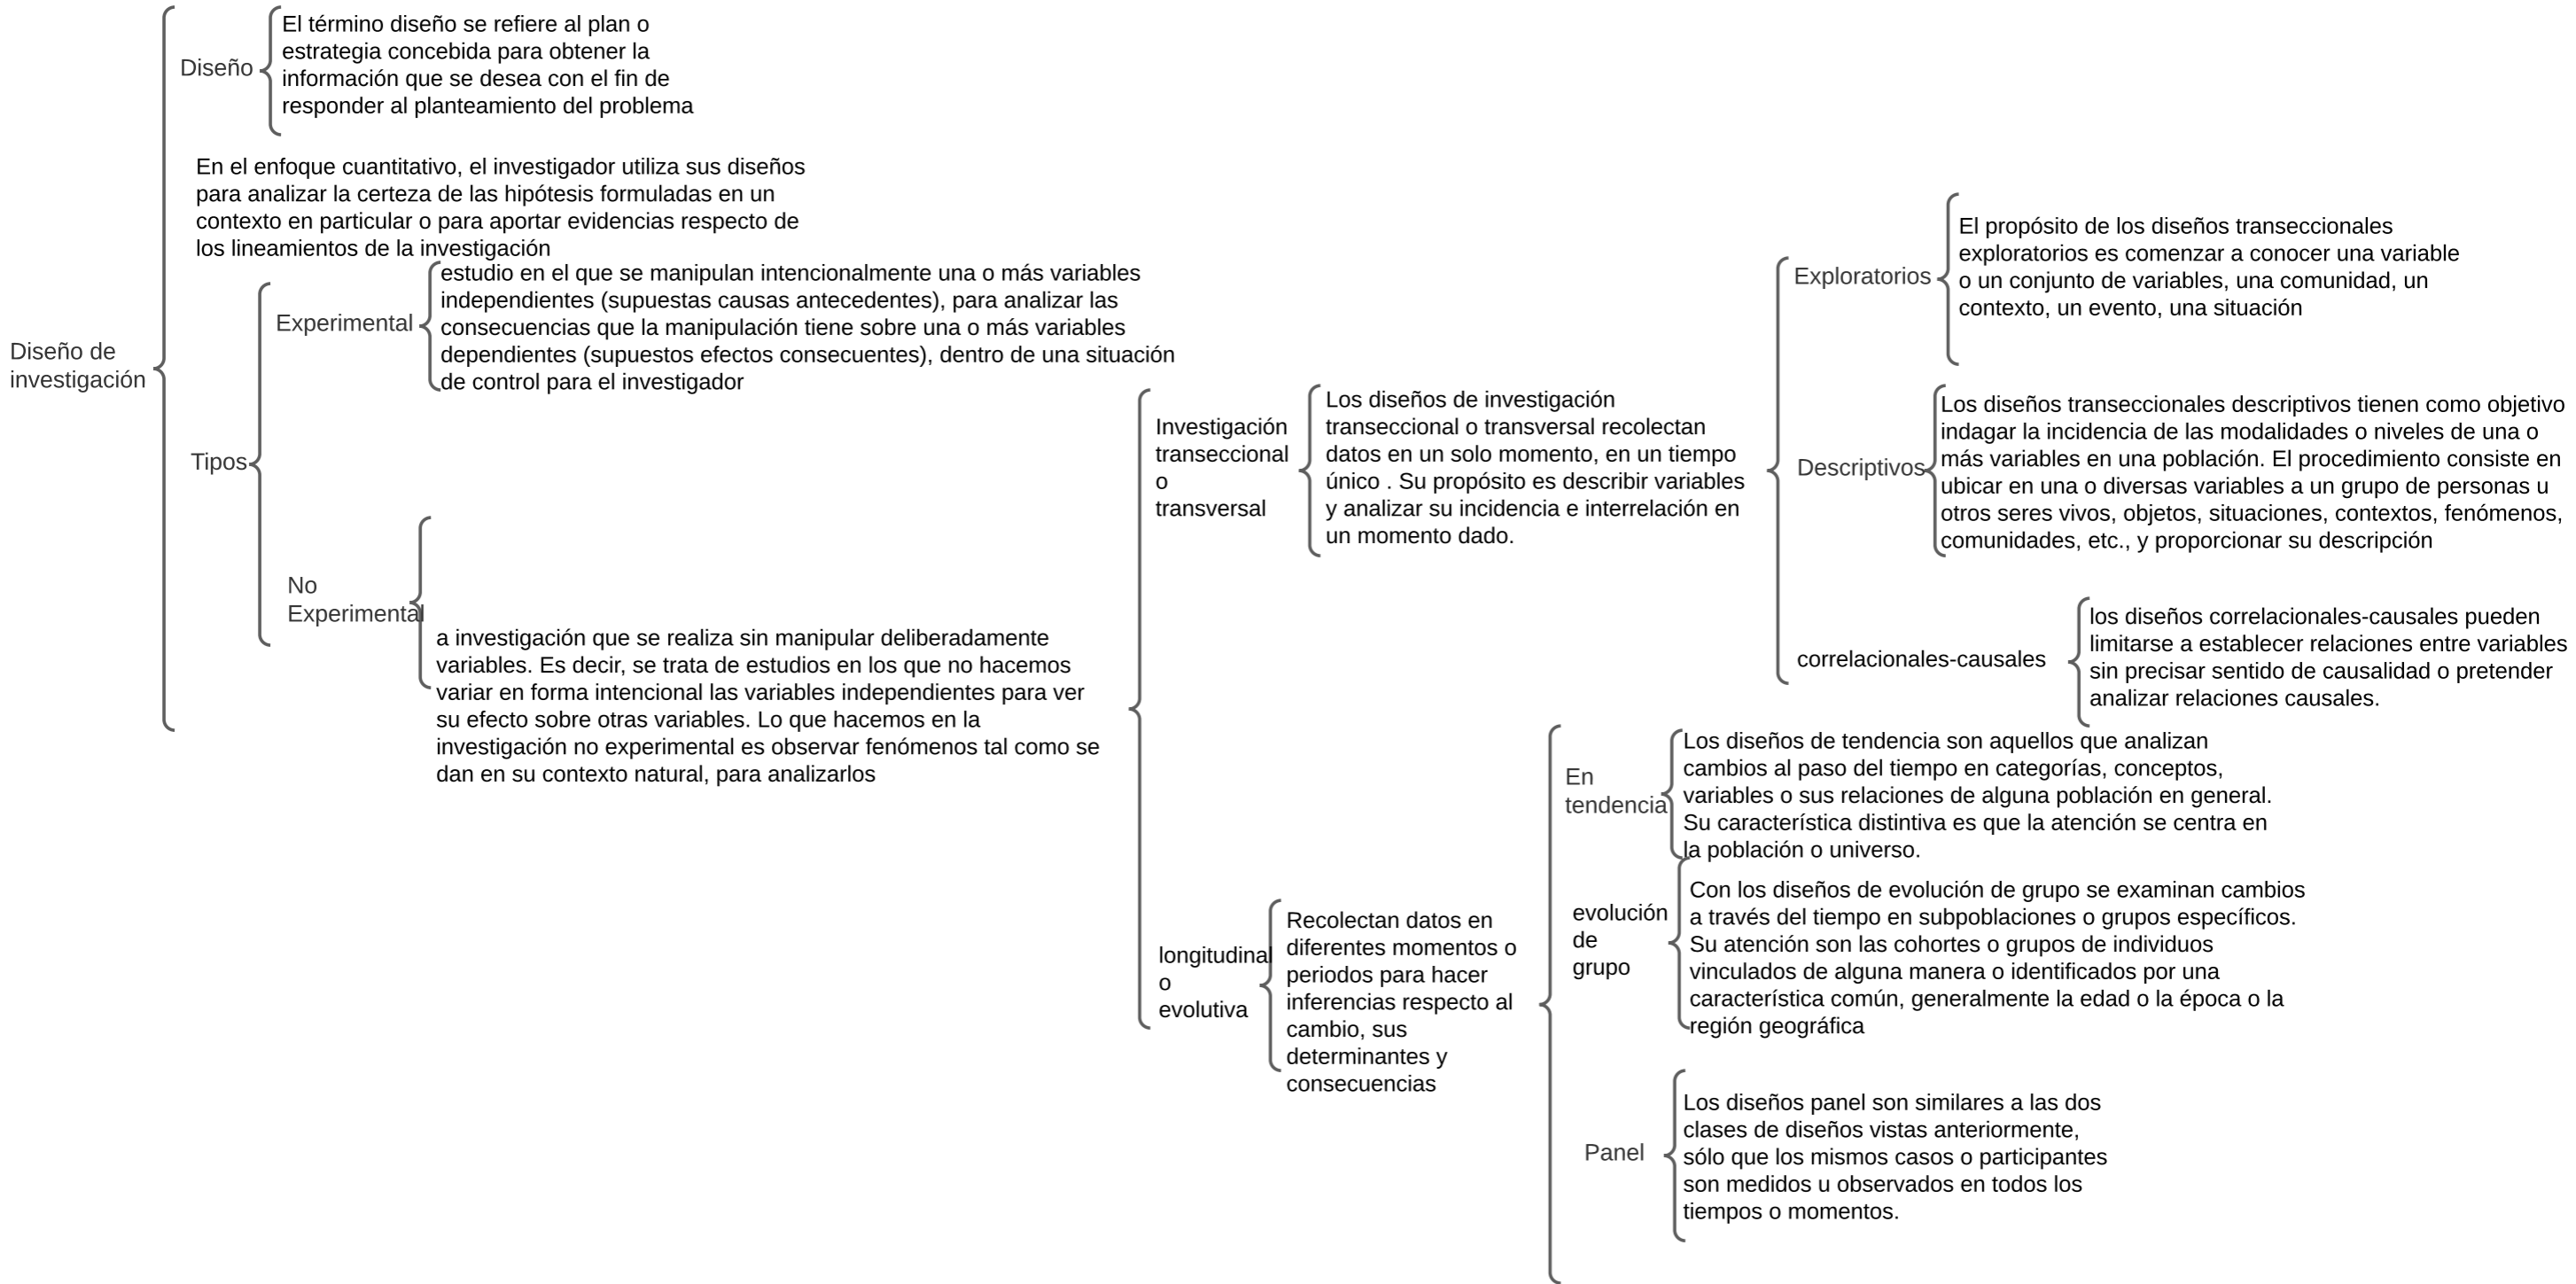 Diseño de
investigación
Diseño
El término diseño se refiere al plan o
estrategia concebida para obtener la
información que se desea con el fin de
responder al planteamiento del problema
En el enfoque cuantitativo, el investigador utiliza sus diseños
para analizar la certeza de las hipótesis formuladas en un
contexto en particular o para aportar evidencias respecto de
los lineamientos de la investigación
Tipos
Experimental
estudio en el que se manipulan intencionalmente una o más variables
independientes (supuestas causas antecedentes), para analizar las
consecuencias que la manipulación tiene sobre una o más variables
dependientes (supuestos efectos consecuentes), dentro de una situación
de control para el investigador
No
Experimental
a investigación que se realiza sin manipular deliberadamente
variables. Es decir, se trata de estudios en los que no hacemos
variar en forma intencional las variables independientes para ver
su efecto sobre otras variables. Lo que hacemos en la
investigación no experimental es observar fenómenos tal como se
dan en su contexto natural, para analizarlos
Investigación
transeccional
o
transversal
Los diseños de investigación
transeccional o transversal recolectan
datos en un solo momento, en un tiempo
único . Su propósito es describir variables
y analizar su incidencia e interrelación en
un momento dado.
Exploratorios
El propósito de los diseños transeccionales
exploratorios es comenzar a conocer una variable
o un conjunto de variables, una comunidad, un
contexto, un evento, una situación
Descriptivos
Los diseños transeccionales descriptivos tienen como objetivo
indagar la incidencia de las modalidades o niveles de una o
más variables en una población. El procedimiento consiste en
ubicar en una o diversas variables a un grupo de personas u
otros seres vivos, objetos, situaciones, contextos, fenómenos,
comunidades, etc., y proporcionar su descripción
correlacionales-causales
los diseños correlacionales-causales pueden
limitarse a establecer relaciones entre variables
sin precisar sentido de causalidad o pretender
analizar relaciones causales.
longitudinal
o
evolutiva
Recolectan datos en
diferentes momentos o
periodos para hacer
inferencias respecto al
cambio, sus
determinantes y
consecuencias
En
tendencia
Los diseños de tendencia son aquellos que analizan
cambios al paso del tiempo en categorías, conceptos,
variables o sus relaciones de alguna población en general.
Su característica distintiva es que la atención se centra en
la población o universo.
evolución
de
grupo
Con los diseños de evolución de grupo se examinan cambios
a través del tiempo en subpoblaciones o grupos específicos.
Su atención son las cohortes o grupos de individuos
vinculados de alguna manera o identificados por una
característica común, generalmente la edad o la época o la
región geográfica
Panel
Los diseños panel son similares a las dos
clases de diseños vistas anteriormente,
sólo que los mismos casos o participantes
son medidos u observados en todos los
tiempos o momentos.